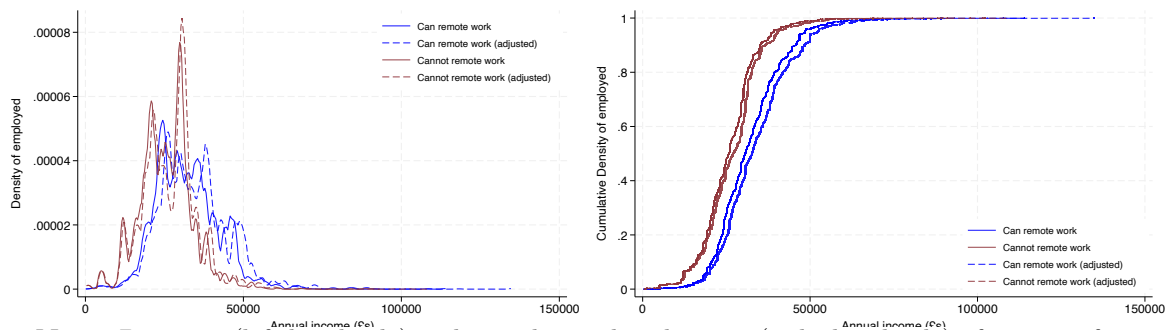 Density of employed
.00008
.00006
.00004
.00002
0
0
50000
100000
150000
Can remote work
Can remote work (adjusted)
Cannot remote work
Cannot remote work (adjusted)
Annual income (£s)
Cumulative Density of employed
1
.8
.6
.4
.2
0
0
50000
100000
150000
Can remote work
Cannot remote work
Can remote work (adjusted)
Cannot remote work (adjusted)
Annual income (£s)